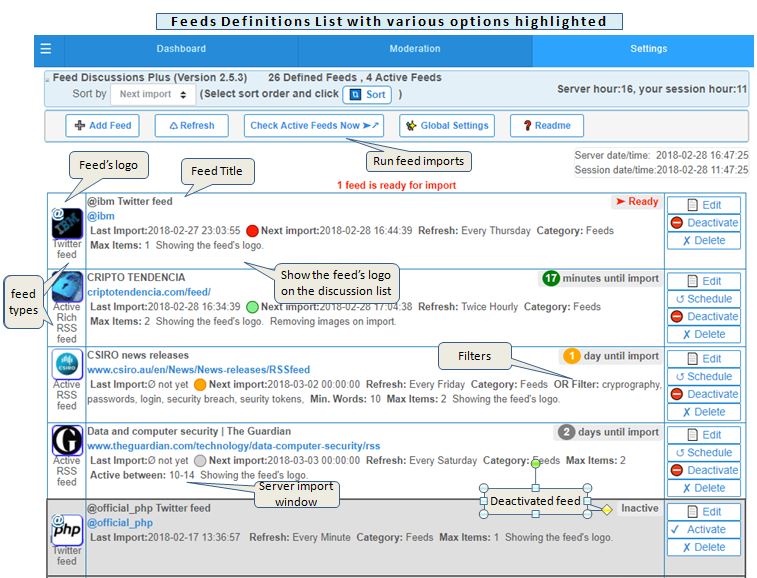 Feeds Definitions List with various options highlighted
☰ Dashboard Moderation Settings
Feed Discussions Plus (Version 2.5.3) 26 Defined Feeds , 4 Active Feeds
Server hour:16, your session hour:11
Sort by Next import (Select sort order and click Sort )
Add Feed Refresh Check Active Feeds Now ➤↗ Global Settings ? Readme
Feed's logo
Feed Title
Run feed imports
Server date/time: 2018-02-28 16:47:25
Session date/time:2018-02-28 11:47:25
1 feed is ready for import
@ibm Twitter feed
➤ Ready
@ibm
Last Import:2018-02-27 23:03:55 Next import:2018-02-28 16:44:39 Refresh: Every Thursday Category: Feeds
Max Items: 1 Showing the feed's logo.
@
IBM
Twitter
feed
Edit
Deactivate
✗ Delete
feed
types
Show the feed's logo
on the discussion list
CRIPTO TENDENCIA
17 minutes until import
criptotendencia.com/feed/
Last Import:2018-02-28 16:34:39 Next import:2018-02-28 17:04:38 Refresh: Twice Hourly Category: Feeds
Max Items: 2 Showing the feed's logo. Removing images on import.
Active
Rich
RSS
feed
Edit
↺ Schedule
Deactivate
✗ Delete
Filters
CSIRO news releases
1 day until import
www.csiro.au/en/News/News-releases/RSSfeed
Last Import:Ø not yet Next import:2018-03-02 00:00:00 Refresh: Every Friday Category: Feeds OR Filter: cryprography,
passwords, login, security breach, seurity tokens, Min. Words: 10 Max Items: 2 Showing the feed's logo.
CSIRO
Active
RSS
feed
Edit
↺ Schedule
Deactivate
✗ Delete
Data and computer security | The Guardian
2 days until import
www.theguardian.com/technology/data-computer-security/rss
Last Import:Ø not yet Next import:2018-03-03 00:00:00 Refresh: Every Saturday Category: Feeds Max Items: 2
Active between: 10-14 Showing the feed's logo.
G
Active
RSS
feed
Edit
↺ Schedule
Deactivate
✗ Delete
Server import
window
Deactivated feed
@official_php Twitter feed
Inactive
@official_php
Last Import:2018-02-17 13:36:57 Refresh: Every Minute Category: Feeds Max Items: 1 Showing the feed's logo.
@
php
Twitter
feed
Edit
✓ Activate
✗ Delete